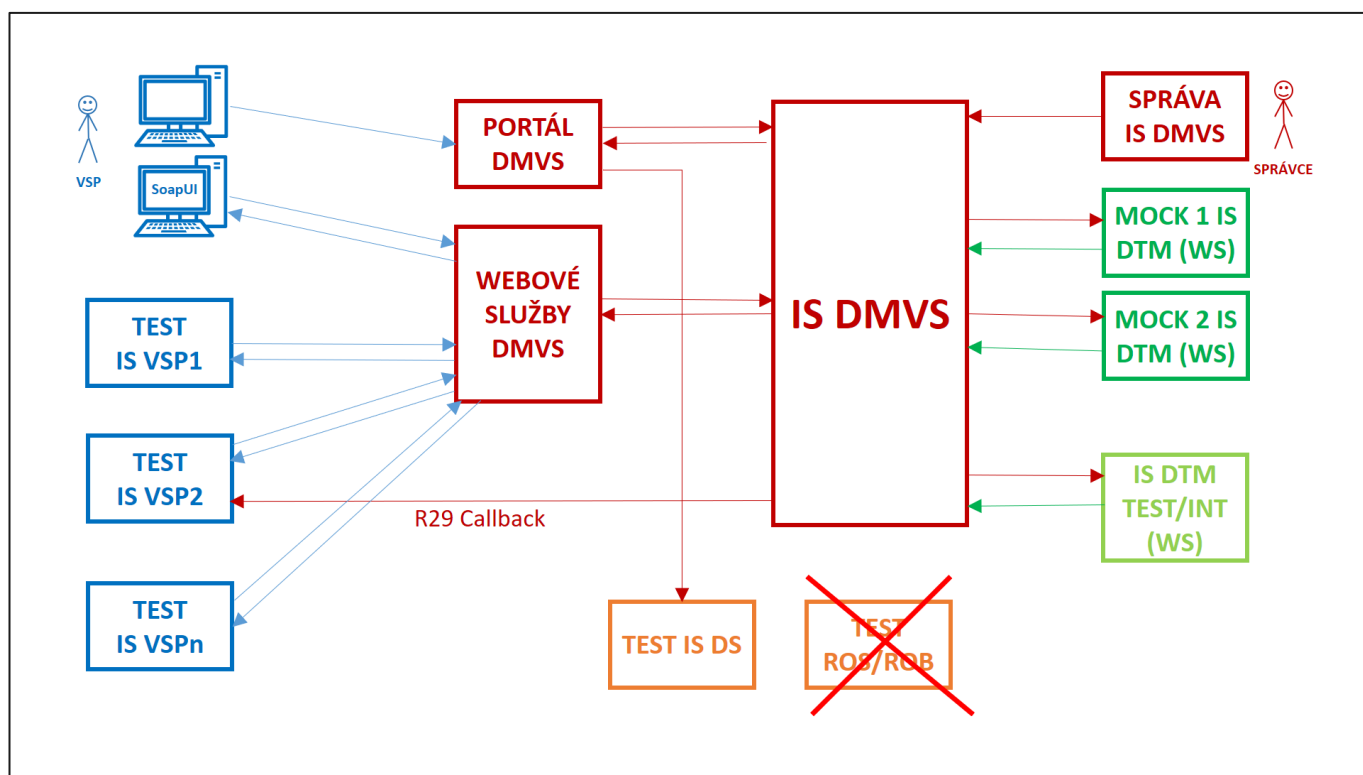 VSP
SoapUI
PORTÁL
DMVS
WEBOVÉ
SLUŽBY
DMVS
TEST
IS VSP1
TEST
IS VSP2
TEST
IS VSPn
R29 Callback
IS DMVS
SPRÁVA
IS DMVS
SPRÁVCE
MOCK 1 IS
DTM (WS)
MOCK 2 IS
DTM (WS)
IS DTM
TEST/INT
(WS)
TEST IS DS
TEST
ROS/ROB